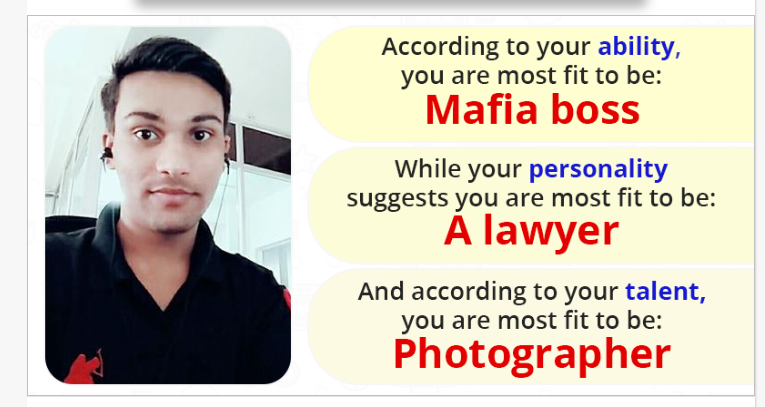 According to your ability,
you are most fit to be:
Mafia boss
While your personality
suggests you are most fit to be:
A lawyer
And according to your talent,
you are most fit to be:
Photographer